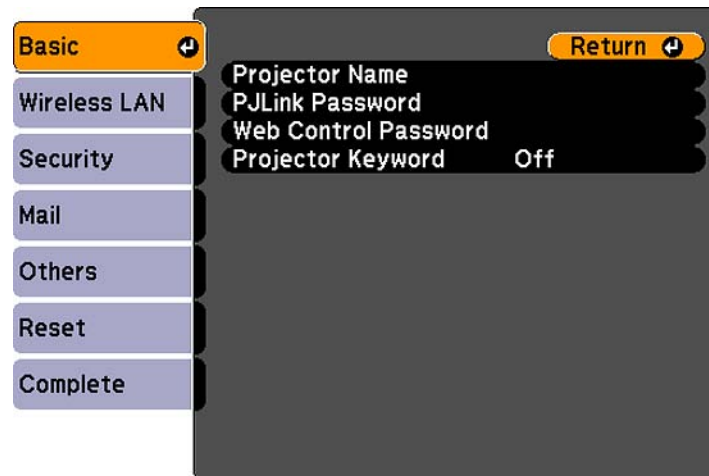 Basic
Wireless LAN
Security
Mail
Others
Reset
Complete
Return
Projector Name
PJLink Password
Web Control Password
Projector Keyword Off